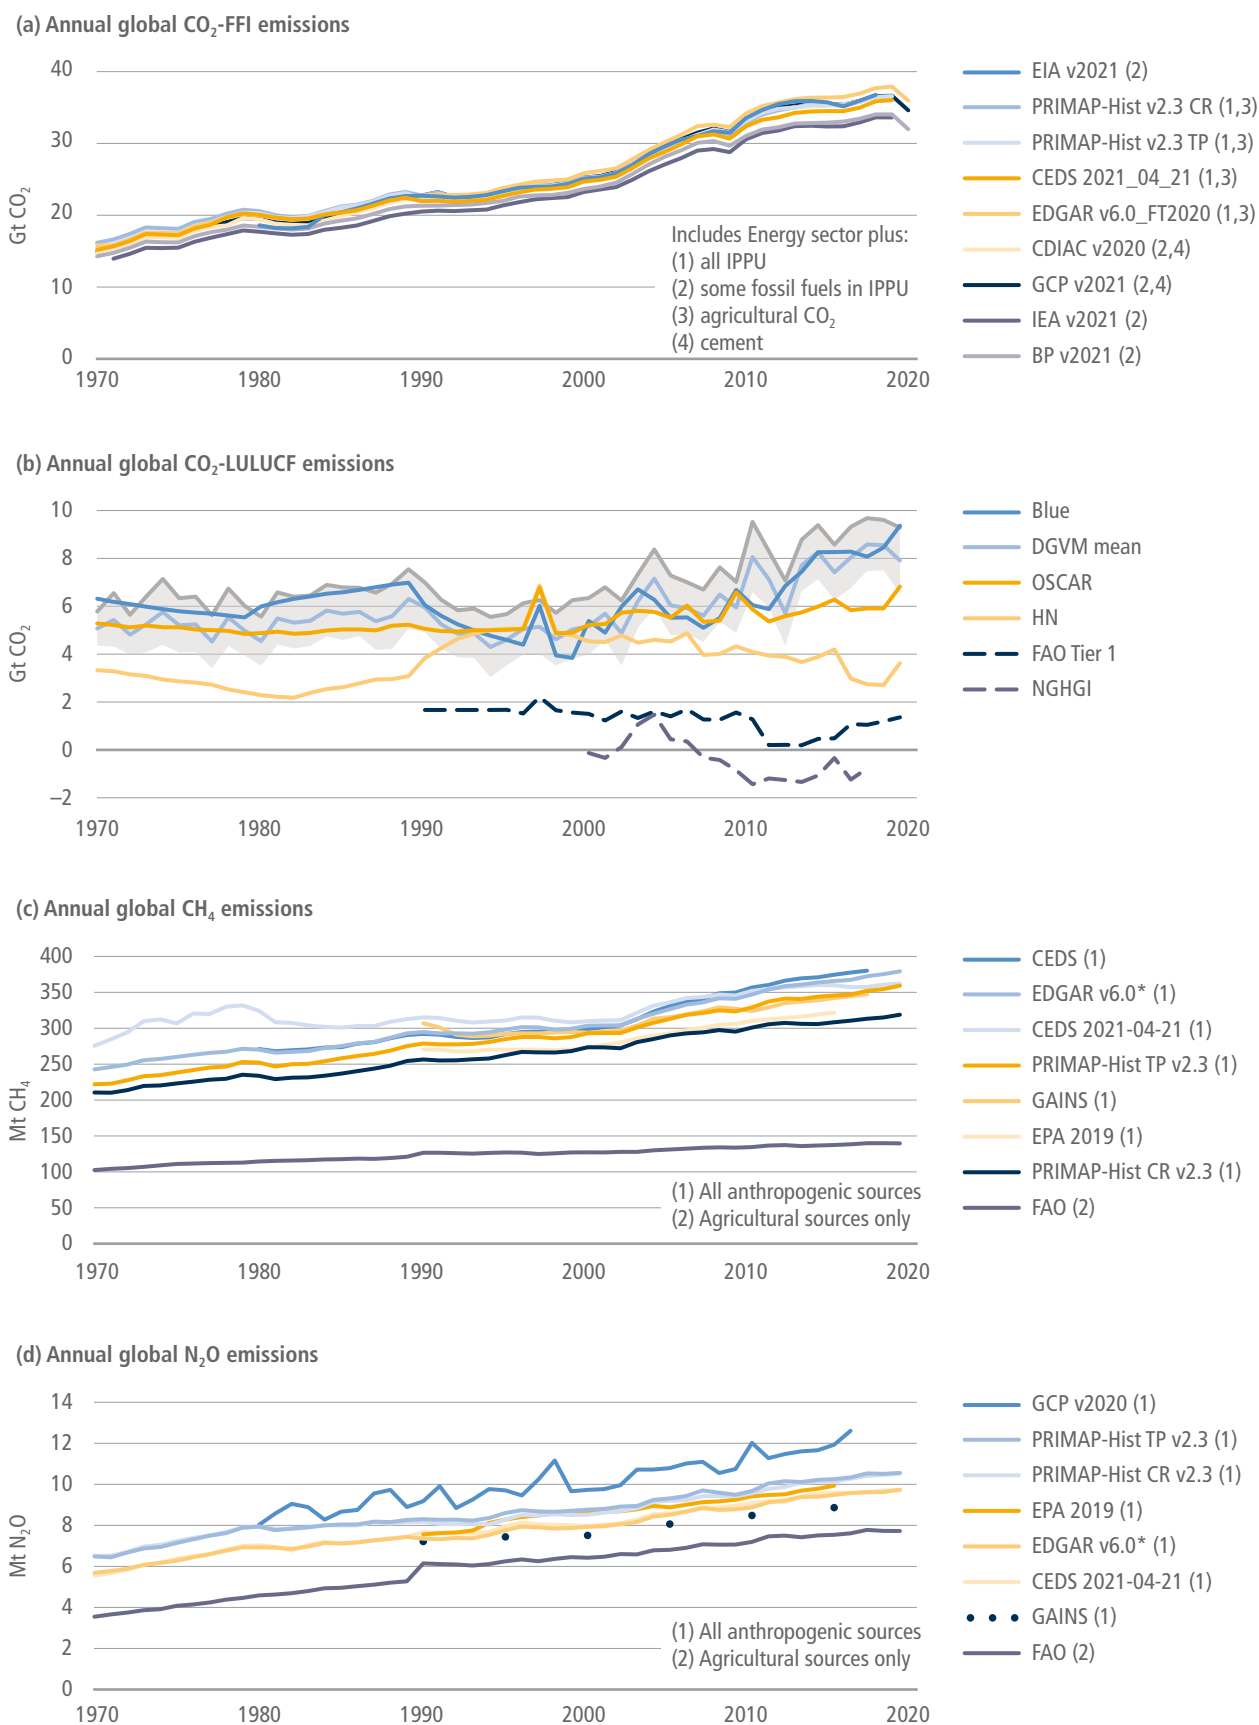 (a) Annual global CO₂-FFI emissions
Gt CO₂
40
30
20
10
0
1970 1980 1990 2000 2010 2020
Includes Energy sector plus:
(1) all IPPU
(2) some fossil fuels in IPPU
(3) agricultural CO₂
(4) cement
EIA v2021 (2)
PRIMAP-Hist v2.3 CR (1,3)
PRIMAP-Hist v2.3 TP (1,3)
CEDS 2021_04_21 (1,3)
EDGAR v6.0_FT2020 (1,3)
CDIAC v2020 (2,4)
GCP v2021 (2,4)
IEA v2021 (2)
BP v2021 (2)
(b) Annual global CO₂-LULUCF emissions
Gt CO₂
10
8
6
4
2
0
–2
1970 1980 1990 2000 2010 2020
Blue
DGVM mean
OSCAR
HN
FAO Tier 1
NGHGI
(c) Annual global CH₄ emissions
Mt CH₄
400
350
300
250
200
150
100
50
0
1970 1980 1990 2000 2010 2020
(1) All anthropogenic sources
(2) Agricultural sources only
CEDS (1)
EDGAR v6.0* (1)
CEDS 2021-04-21 (1)
PRIMAP-Hist TP v2.3 (1)
GAINS (1)
EPA 2019 (1)
PRIMAP-Hist CR v2.3 (1)
FAO (2)
(d) Annual global N₂O emissions
Mt N₂O
14
12
10
8
6
4
2
0
1970 1980 1990 2000 2010 2020
(1) All anthropogenic sources
(2) Agricultural sources only
GCP v2020 (1)
PRIMAP-Hist TP v2.3 (1)
PRIMAP-Hist CR v2.3 (1)
EPA 2019 (1)
EDGAR v6.0* (1)
CEDS 2021-04-21 (1)
GAINS (1)
FAO (2)